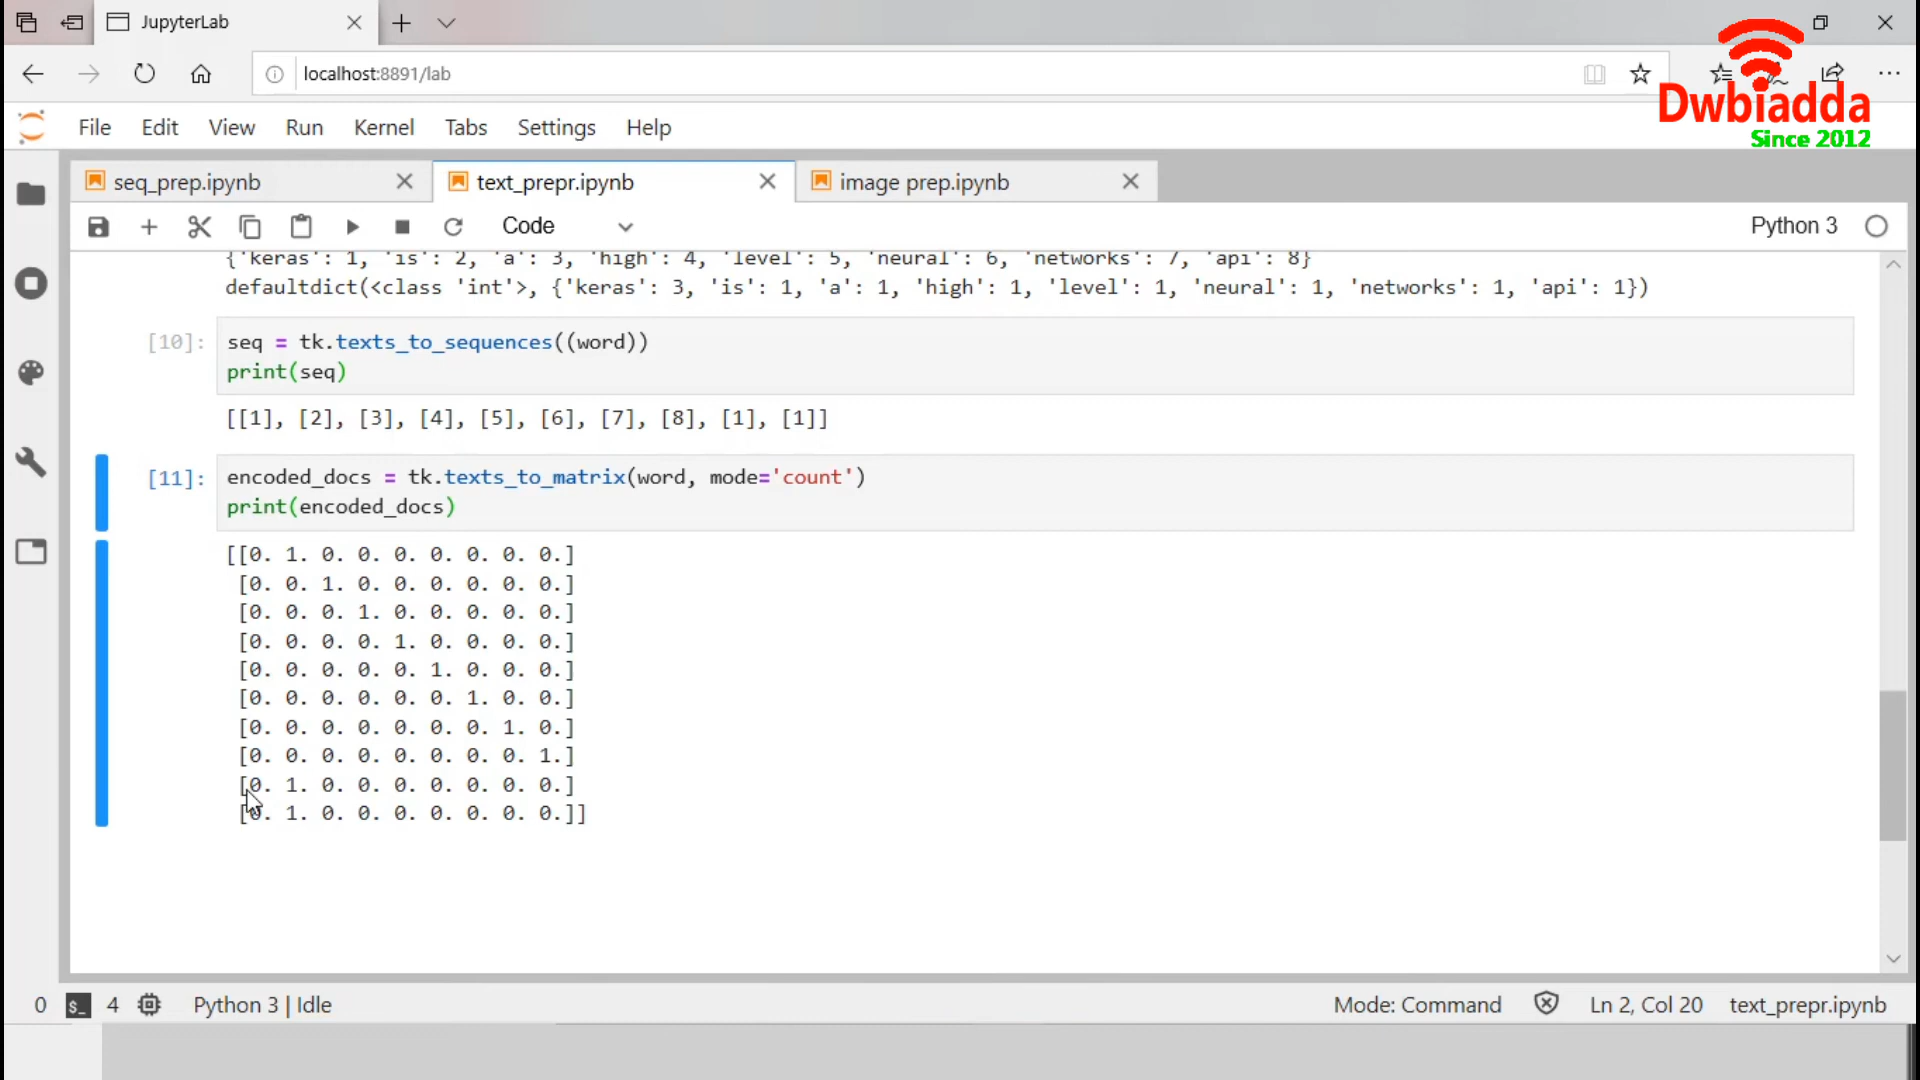 JupyterLab
localhost:8891/lab
Dwbiadda
Since 2012
File Edit View Run Kernel Tabs Settings Help
seq_prep.ipynb text_prepr.ipynb image prep.ipynb
Code Python 3
{'keras': 1, 'is': 2, 'a': 3, 'high': 4, 'level': 5, 'neural': 6, 'networks': 7, 'api': 8}
defaultdict(<class 'int'>, {'keras': 3, 'is': 1, 'a': 1, 'high': 1, 'level': 1, 'neural': 1, 'networks': 1, 'api': 1})
[10]: seq = tk.texts_to_sequences((word))
print(seq)
[[1], [2], [3], [4], [5], [6], [7], [8], [1], [1]]
[11]: encoded_docs = tk.texts_to_matrix(word, mode='count')
print(encoded_docs)
[[0. 1. 0. 0. 0. 0. 0. 0. 0.]
[0. 0. 1. 0. 0. 0. 0. 0. 0.]
[0. 0. 0. 1. 0. 0. 0. 0. 0.]
[0. 0. 0. 0. 1. 0. 0. 0. 0.]
[0. 0. 0. 0. 0. 1. 0. 0. 0.]
[0. 0. 0. 0. 0. 0. 1. 0. 0.]
[0. 0. 0. 0. 0. 0. 0. 1. 0.]
[0. 0. 0. 0. 0. 0. 0. 0. 1.]
[0. 1. 0. 0. 0. 0. 0. 0. 0.]
[0. 1. 0. 0. 0. 0. 0. 0. 0.]]
0 $_ 4 Python 3 | Idle Mode: Command Ln 2, Col 20 text_prepr.ipynb